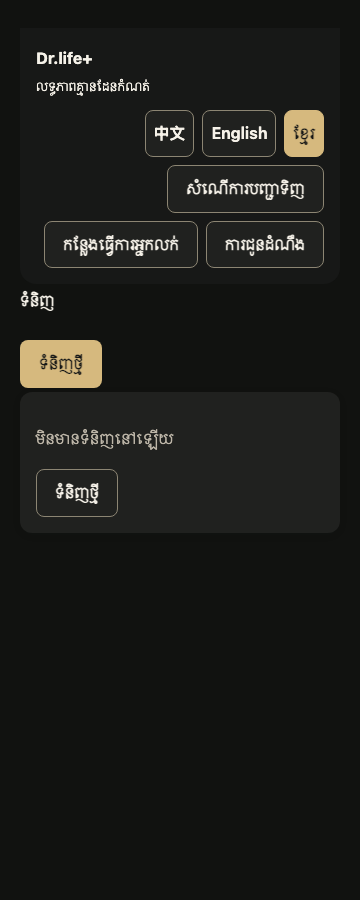 Dr.life+
លទ្ធភាពគ្មានដែនកំណត់
中文 English ខ្មែរ
សំណើការបញ្ជាទិញ
កន្លែងធ្វើការអ្នកលក់ ការជូនដំណឹង
ទំនិញ
ទំនិញថ្មី
មិនមានទំនិញនៅឡើយ
ទំនិញថ្មី